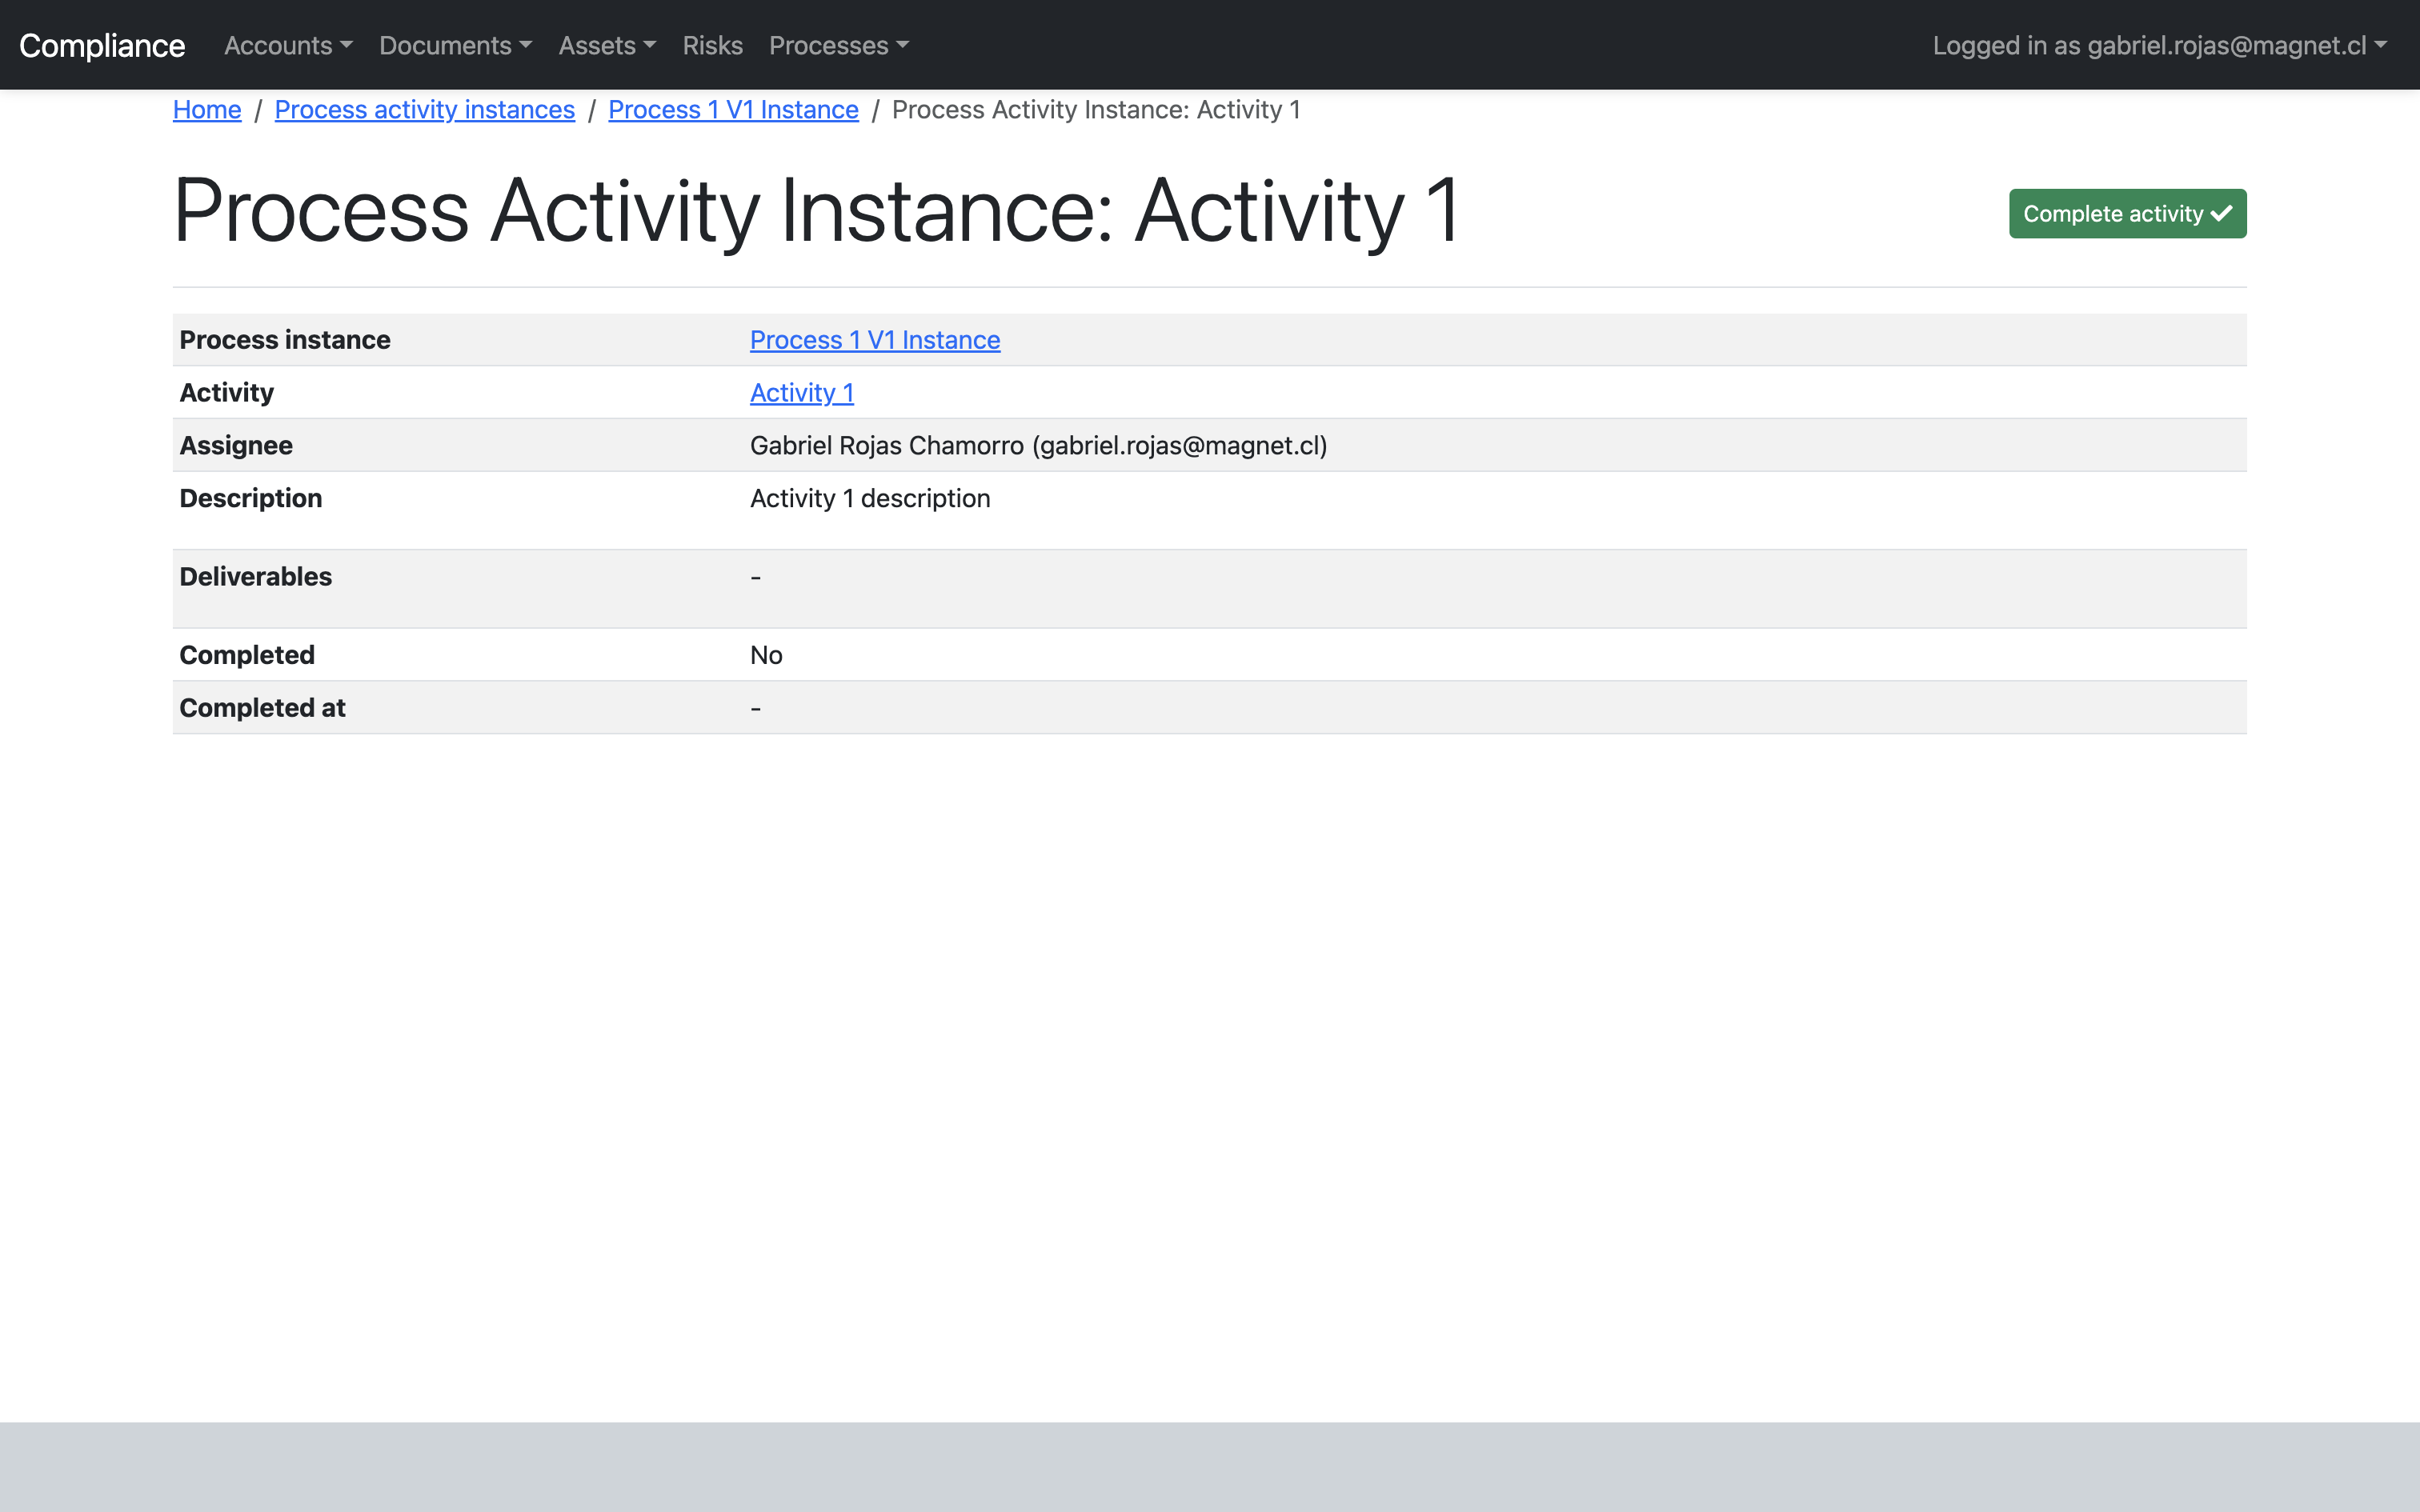 Compliance Accounts Documents Assets Risks Processes Logged in as gabriel.rojas@magnet.cl
Home / Process activity instances / Process 1 V1 Instance / Process Activity Instance: Activity 1
Process Activity Instance: Activity 1 Complete activity
Process instance Process 1 V1 Instance
Activity Activity 1
Assignee Gabriel Rojas Chamorro (gabriel.rojas@magnet.cl)
Description Activity 1 description
Deliverables -
Completed No
Completed at -